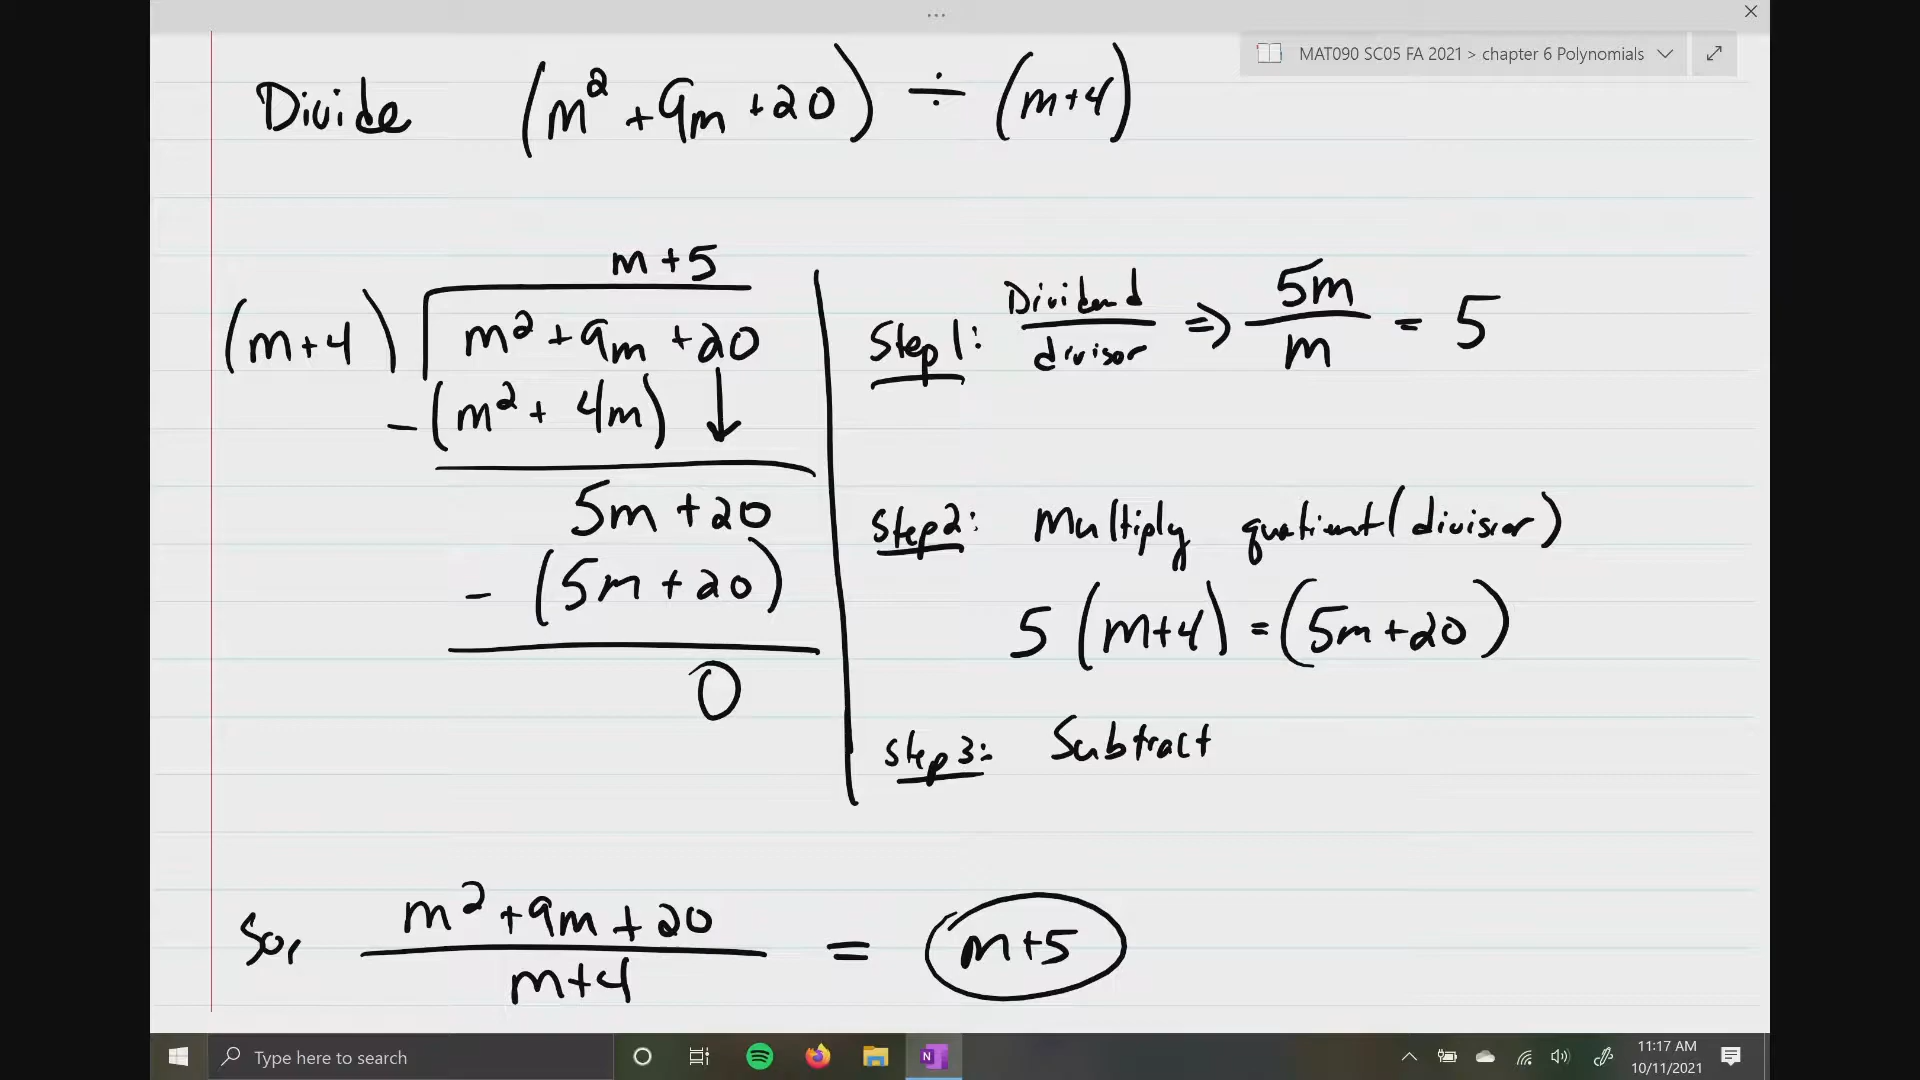 MAT090 SC05 FA 2021 > chapter 6 Polynomials
Divide (m² + 9m + 20) ÷ (m+4)
m + 5
(m+4) m² + 9m + 20
- (m² + 4m) ↓
5m + 20
- (5m + 20)
0
Step 1: Dividend / divisor ⇒ 5m / m = 5
Step 2: Multiply quotient (divisior)
5 (m+4) = (5m + 20)
Step 3: Subtract
So, m² + 9m + 20 / m+4 = m+5
Type here to search
11:17 AM
10/11/2021